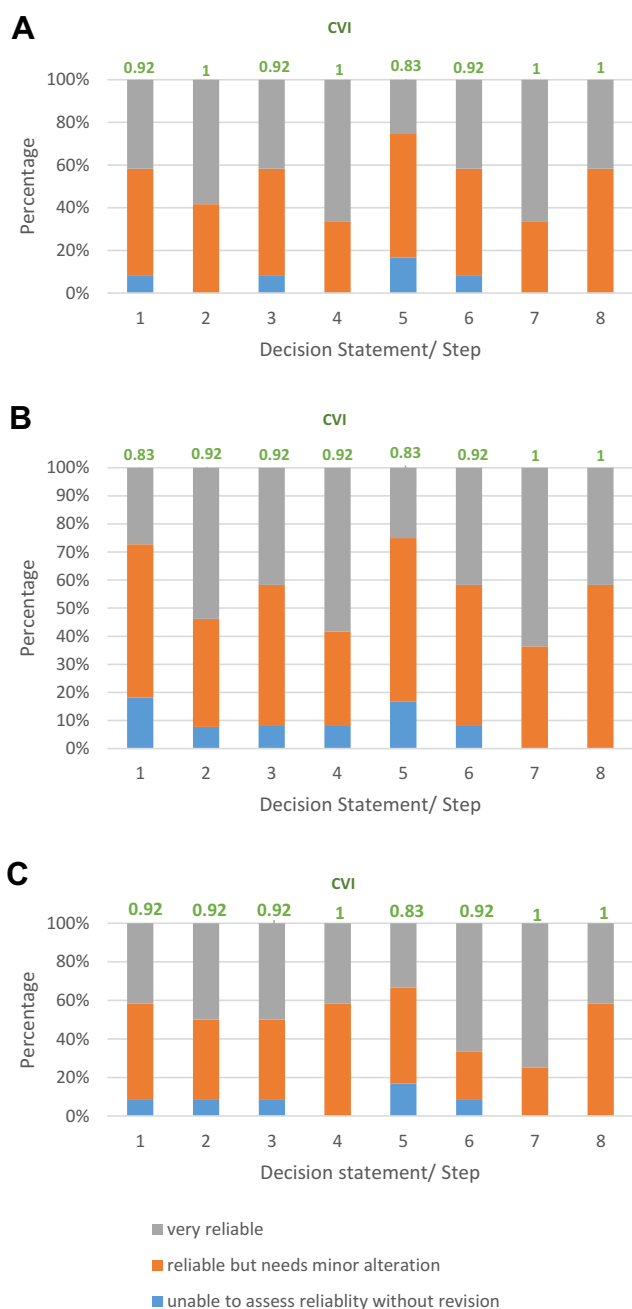 A
CVI
0.92 1 0.92 1 0.83 0.92 1 1
100%
80%
60%
40%
20%
0%
Percentage
1 2 3 4 5 6 7 8
Decision Statement/ Step
B
CVI
0.83 0.92 0.92 0.92 0.83 0.92 1 1
100%
90%
80%
70%
60%
50%
40%
30%
20%
10%
0%
Percentage
1 2 3 4 5 6 7 8
Decision Statement/ Step
C
CVI
0.92 0.92 0.92 1 0.83 0.92 1 1
100%
80%
60%
40%
20%
0%
Percentage
1 2 3 4 5 6 7 8
Decision statement/ Step
very reliable
reliable but needs minor alteration
unable to assess reliablity without revision